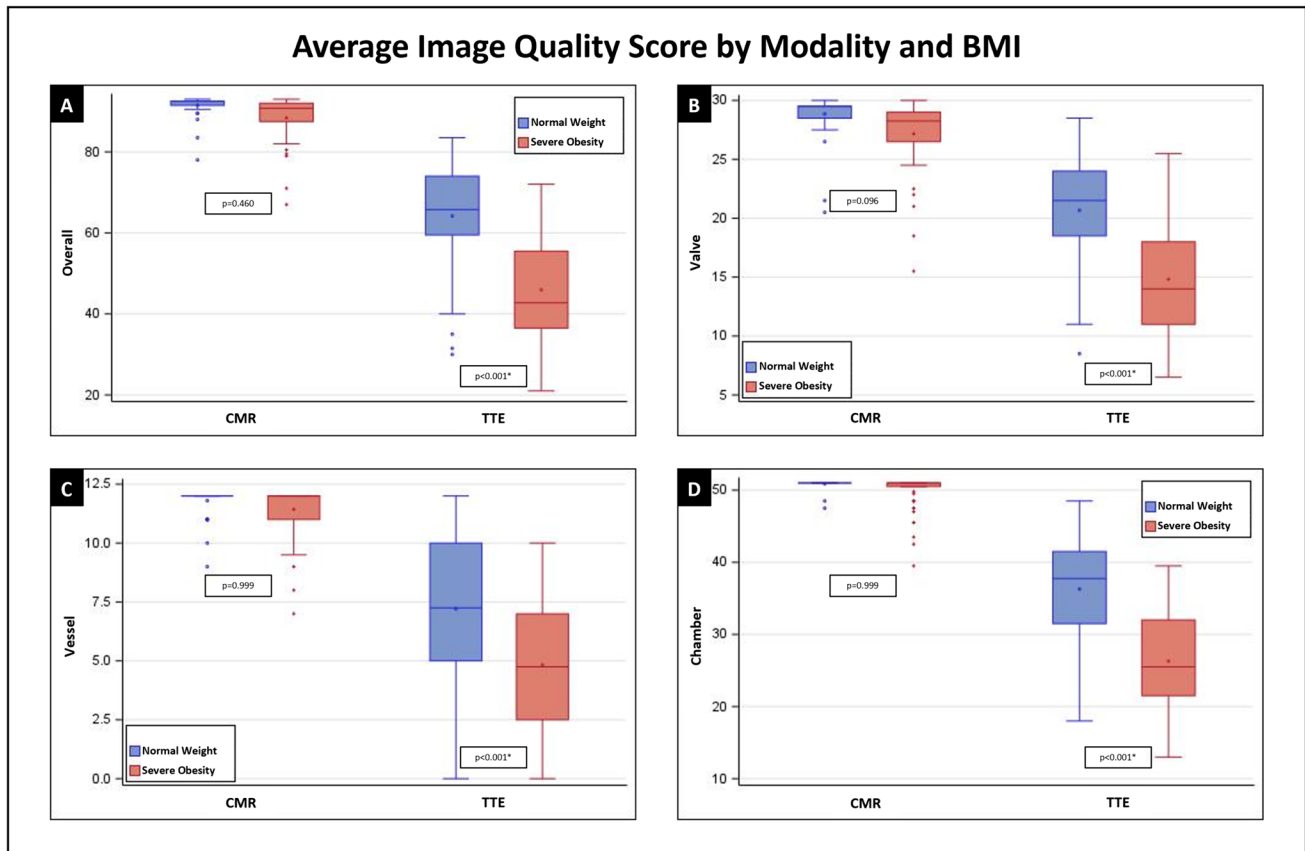 Average Image Quality Score by Modality and BMI
A
Normal Weight
Severe Obesity
80
60
40
20
Overall
p=0.460
p<0.001*
CMR
TTE
B
30
25
20
15
10
5
Valve
p=0.096
Normal Weight
Severe Obesity
p<0.001*
CMR
TTE
C
12.5
10.0
7.5
5.0
2.5
0.0
Vessel
p=0.999
Normal Weight
Severe Obesity
p<0.001*
CMR
TTE
D
50
40
30
20
10
Chamber
Normal Weight
Severe Obesity
p=0.999
p<0.001*
CMR
TTE